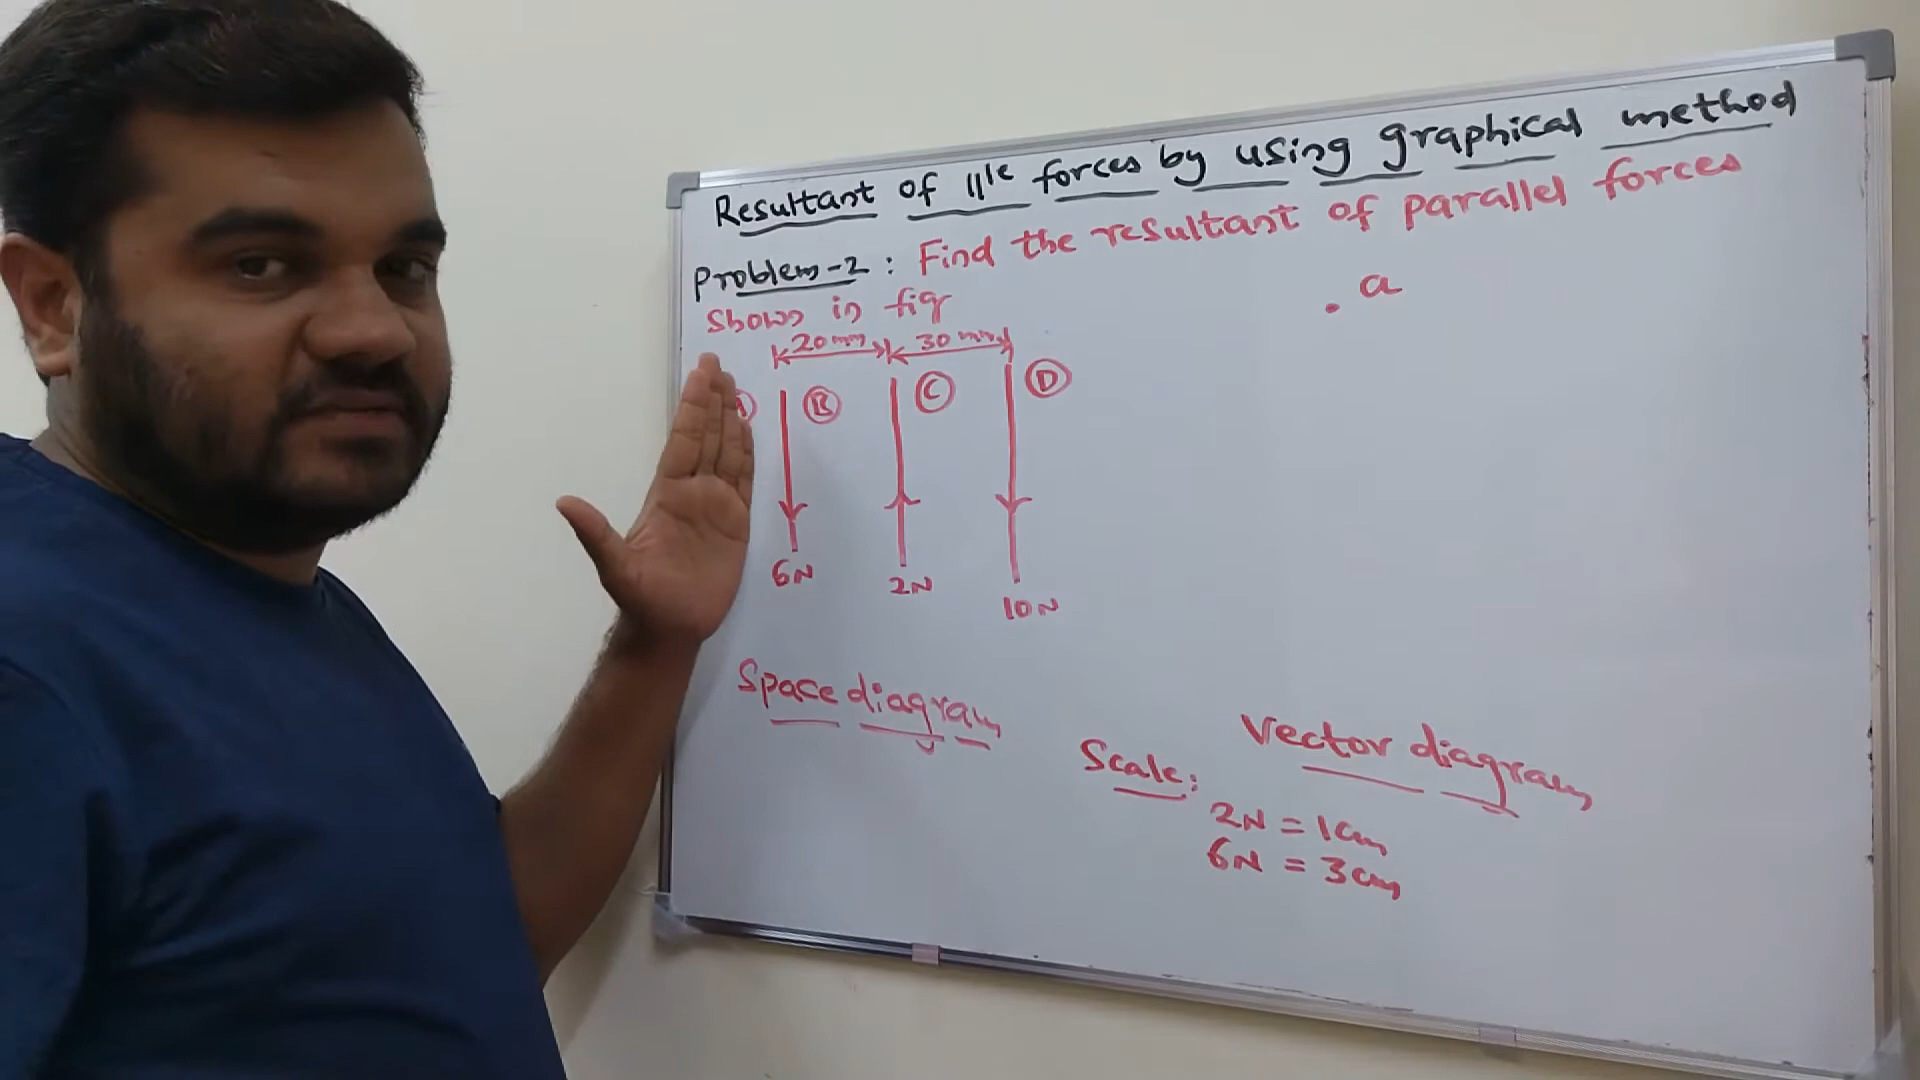 Resultant of 11le forces by using graphical method
Problem-2: Find the resultant of parallel forces
Shown in fig
. a
20mm 30mm
B C D
6N 2N 10N
Space diagram
Vector diagram
Scale:
2N = 1cm
6N = 3cm